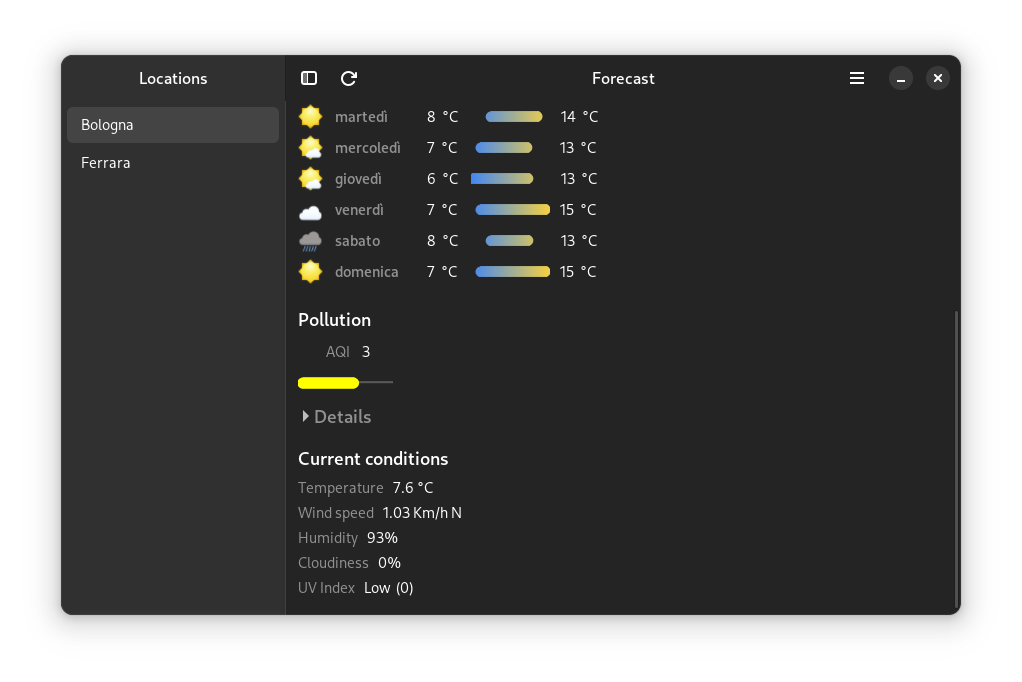 Locations
Forecast
Bologna
Ferrara
martedì 8 °C 14 °C
mercoledì 7 °C 13 °C
giovedì 6 °C 13 °C
venerdì 7 °C 15 °C
sabato 8 °C 13 °C
domenica 7 °C 15 °C
Pollution
AQI 3
Details
Current conditions
Temperature 7.6 °C
Wind speed 1.03 Km/h N
Humidity 93%
Cloudiness 0%
UV Index Low (0)